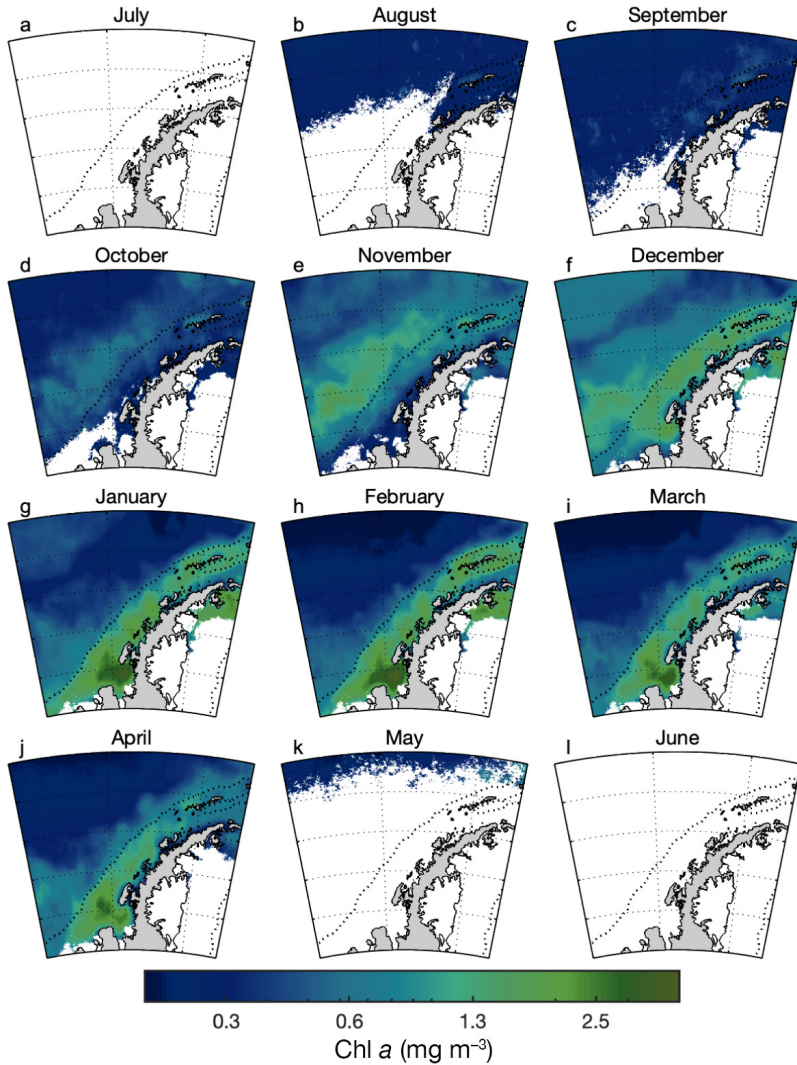 a July
b August
c September
d October
e November
f December
g January
h February
i March
j April
k May
l June
0.3 0.6 1.3 2.5
Chl a (mg m⁻³)